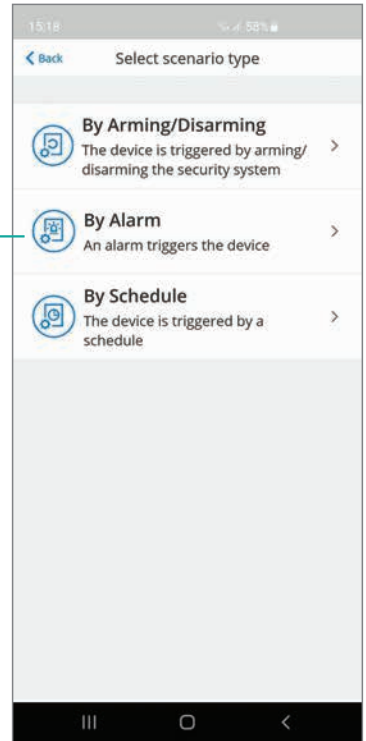 15:18 58%
Back Select scenario type
By Arming/Disarming
The device is triggered by arming/
disarming the security system
By Alarm
An alarm triggers the device
By Schedule
The device is triggered by a
schedule